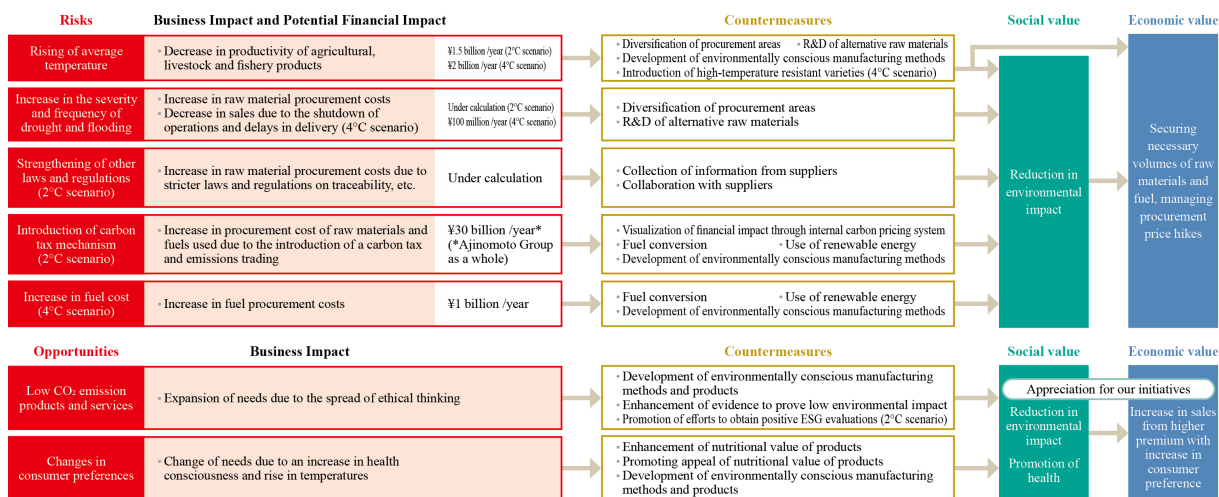 Risks
Business Impact and Potential Financial Impact
Countermeasures
Social value
Economic value
Rising of average
temperature
• Decrease in productivity of agricultural,
livestock and fishery products
¥1.5 billion /year (2°C scenario)
¥2 billion /year (4°C scenario)
• Diversification of procurement areas • R&D of alternative raw materials
• Development of environmentally conscious manufacturing methods
• Introduction of high-temperature resistant varieties (4°C scenario)
Increase in the severity
and frequency of
drought and flooding
• Increase in raw material procurement costs
• Decrease in sales due to the shutdown of
operations and delays in delivery (4°C scenario)
Under calculation (2°C scenario)
¥100 million /year (4°C scenario)
• Diversification of procurement areas
• R&D of alternative raw materials
Strengthening of other
laws and regulations
(2°C scenario)
• Increase in raw material procurement costs due to
stricter laws and regulations on traceability, etc.
Under calculation
• Collection of information from suppliers
• Collaboration with suppliers
Introduction of carbon
tax mechanism
(2°C scenario)
• Increase in procurement cost of raw materials and
fuels used due to the introduction of a carbon tax
and emissions trading
¥30 billion /year*
(*Ajinomoto Group
as a whole)
• Visualization of financial impact through internal carbon pricing system
• Fuel conversion • Use of renewable energy
• Development of environmentally conscious manufacturing methods
Increase in fuel cost
(4°C scenario)
• Increase in fuel procurement costs
¥1 billion /year
• Fuel conversion • Use of renewable energy
• Development of environmentally conscious manufacturing methods
Reduction in
environmental
impact
Securing
necessary
volumes of raw
materials and
fuel, managing
procurement
price hikes
Opportunities
Business Impact
Countermeasures
Social value
Economic value
Low CO₂ emission
products and services
• Expansion of needs due to the spread of ethical thinking
• Development of environmentally conscious manufacturing
methods and products
• Enhancement of evidence to prove low environmental impact
• Promotion of efforts to obtain positive ESG evaluations (2°C scenario)
Changes in
consumer preferences
• Change of needs due to an increase in health
consciousness and rise in temperatures
• Enhancement of nutritional value of products
• Promoting appeal of nutritional value of products
• Development of environmentally conscious manufacturing
methods and products
Appreciation for our initiatives
Reduction in
environmental
impact
Promotion of
health
Increase in sales
from higher
premium with
increase in
consumer
preference